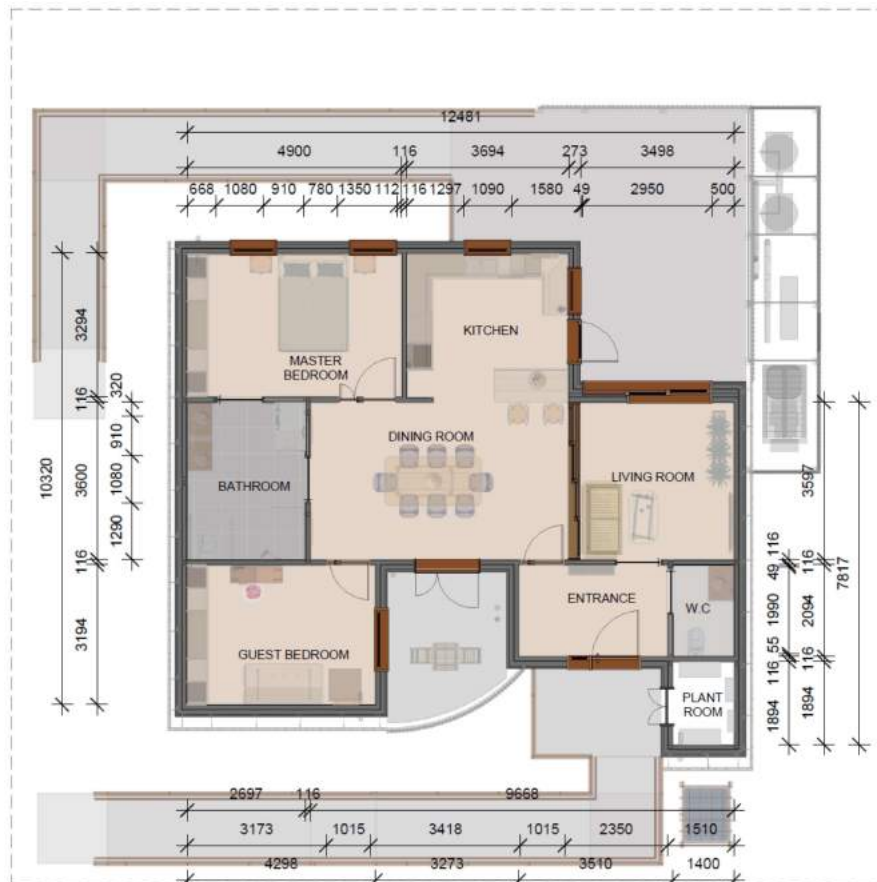 12481
4900 116 3694 273 3498
668 1080 910 780 1350 112 116 1297 1090 1580 49 2950 500
KITCHEN
MASTER
BEDROOM
DINING ROOM
BATHROOM
LIVING ROOM
ENTRANCE
W.C
GUEST BEDROOM
PLANT
ROOM
10320
3294
116
3600
116
3194
320
910
1080
1290
3597
116
2094
116
1894
7817
116
49
1990
55
116
1894
2697 116 9668
3173 1015 3418 1015 2350 1510
4298 3273 3510 1400